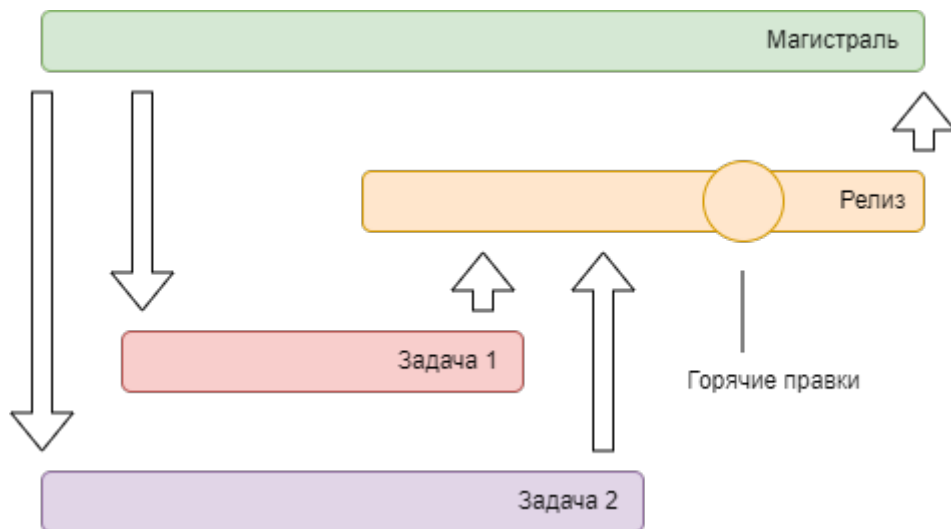 Магистраль
Релиз
Задача 1
Горячие правки
Задача 2